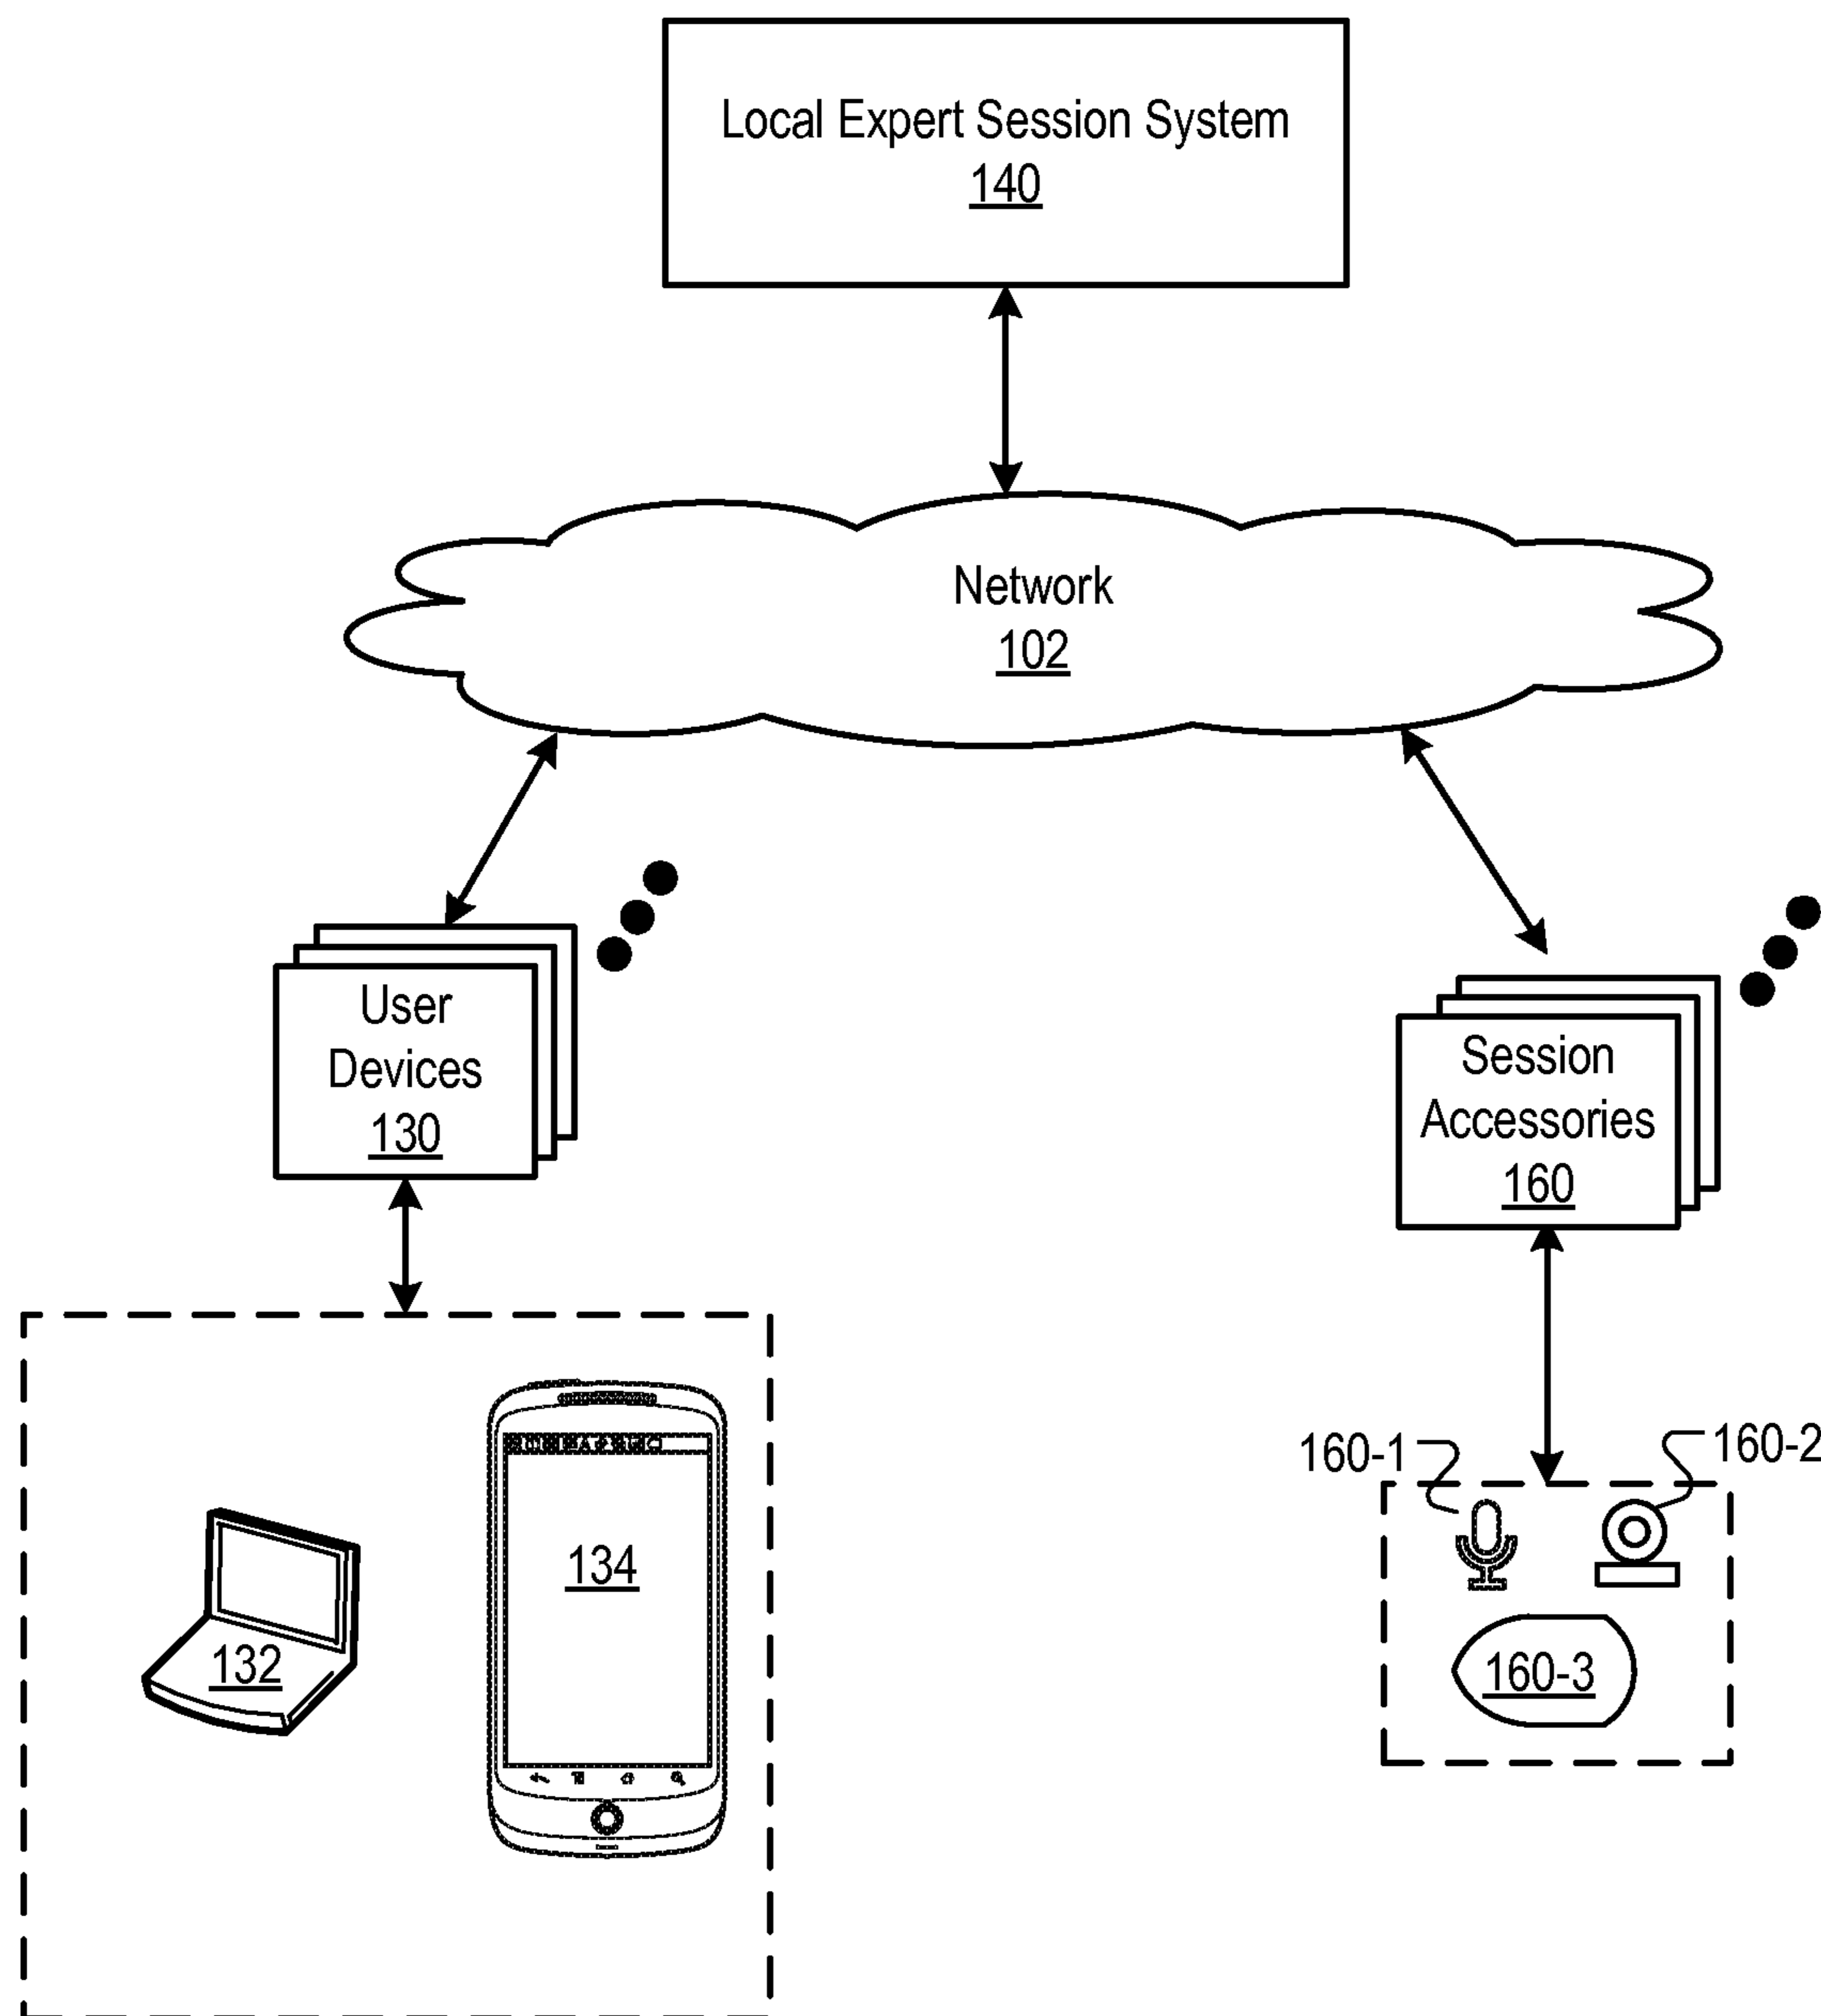 Local Expert Session System
140
Network
102
User
Devices
130
Session
Accessories
160
160-1
160-2
134
132
160-3